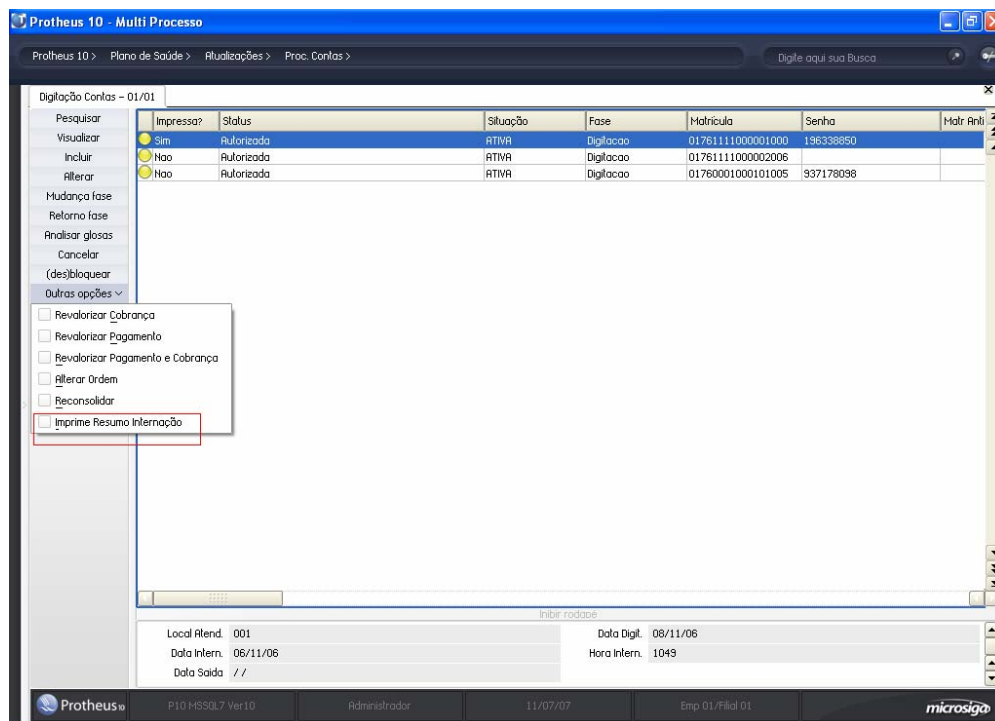 Protheus 10 - Multi Processo
Protheus 10 > Plano de Saúde > Atualizações > Proc. Contas >
Digite aqui sua Busca
Digitação Contas - 01/01
Pesquisar
Visualizar
Incluir
Alterar
Mudança fase
Retorno fase
Analisar glosas
Cancelar
(des)bloquear
Outras opções
Revalorizar Cobrança
Revalorizar Pagamento
Revalorizar Pagamento e Cobrança
Alterar Ordem
Reconsolidar
Imprime Resumo Internação
Impressa? Status Situação Fase Matrícula Senha Matr Anti
Sim Autorizada ATIVA Digitacao 01761111000001000 196338850
Nao Autorizada ATIVA Digitacao 01761111000002006
Nao Autorizada ATIVA Digitacao 01760001000101005 937178098
Inibir rodapé
Local Atend. 001 Data Digit. 08/11/06
Data Intern. 06/11/06 Hora Intern. 1049
Data Saida / /
Protheus 10 P10 MSSQL7 Ver10 Administrador 11/07/07 Emp 01/Filial 01 microsiga